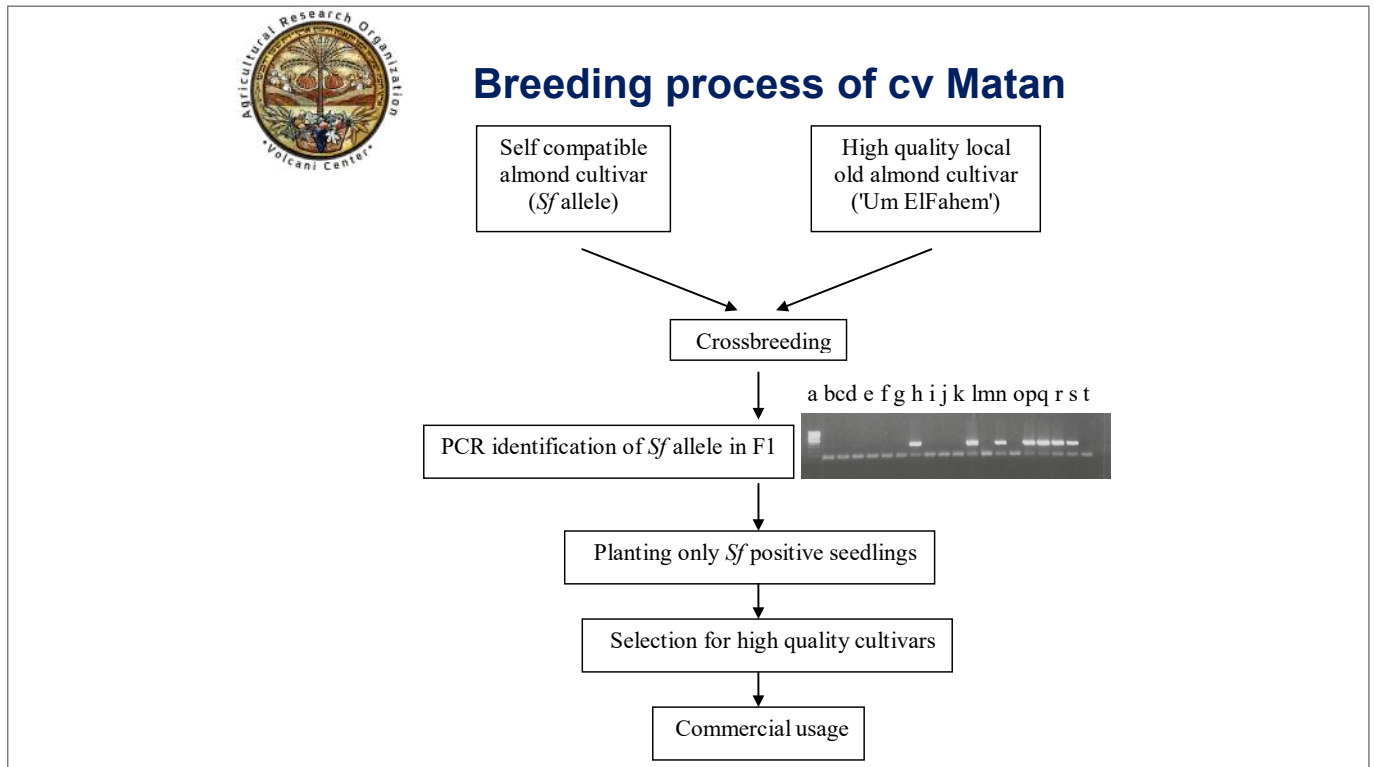 Agricultural Research Organization
• Volcani Center •
Breeding process of cv Matan
Self compatible
almond cultivar
(Sf allele)
High quality local
old almond cultivar
('Um ElFahem')
Crossbreeding
a bcd e f g h i j k lmn opq r s t
PCR identification of Sf allele in F1
Planting only Sf positive seedlings
Selection for high quality cultivars
Commercial usage